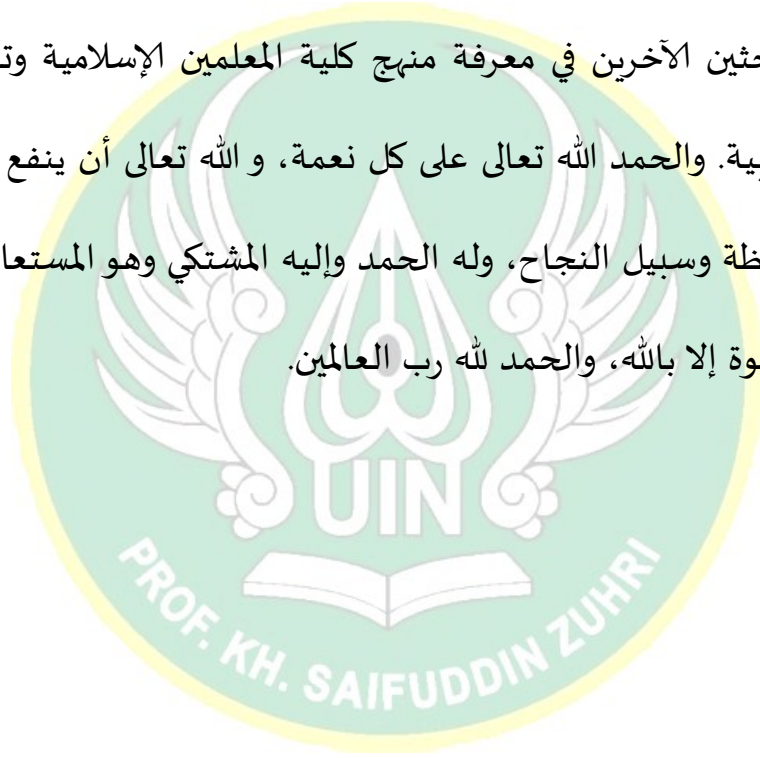 حثين الآخرين في معرفة منهج كلية المعلمين الإسلامية وت
بية. والحمد الله تعالى على كل نعمة، و الله تعالى أن ينفع
ظة وسبيل النجاح، وله الحمد وإليه المشتكي وهو المستعا
وة إلا بالله، والحمد لله رب العالمين.
UIN
PROF. KH. SAIFUDDIN ZUHRI